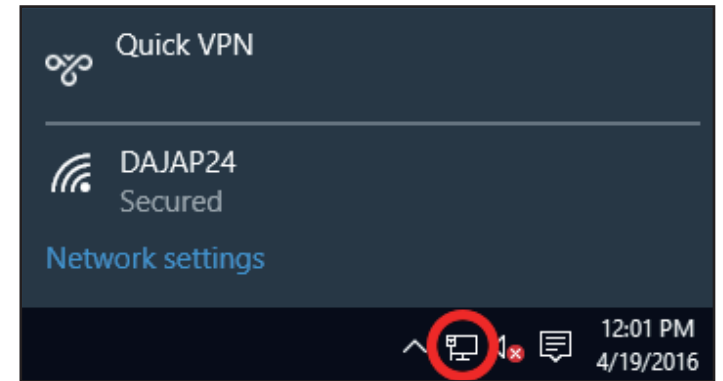 Quick VPN
DAJAP24
Secured
Network settings
12:01 PM
4/19/2016